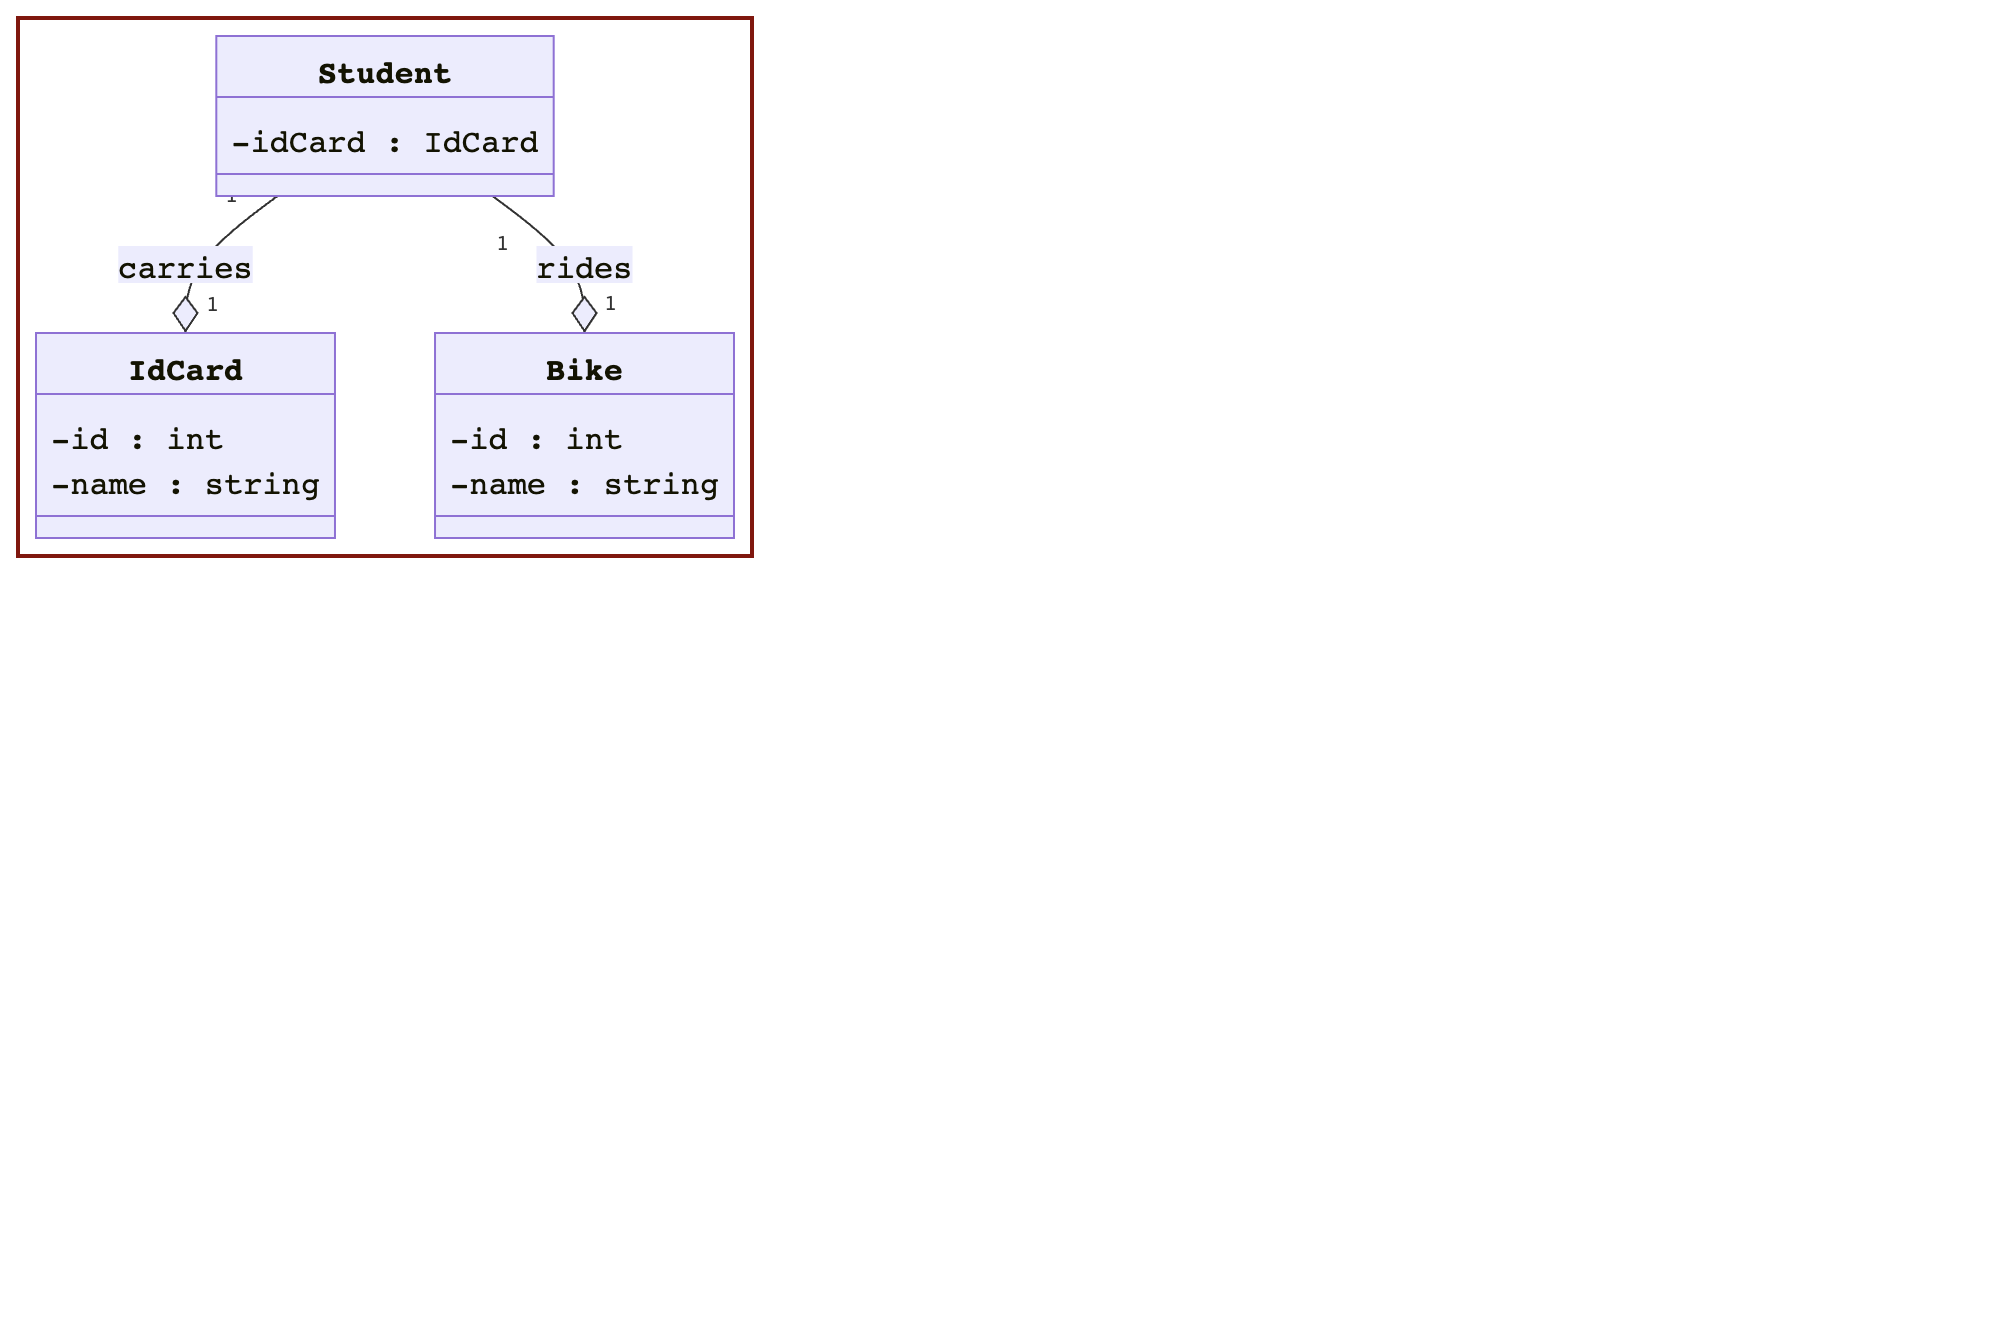 Student
-idCard : IdCard
1
1
carries
rides
1
1
IdCard
Bike
-id : int
-name : string
-id : int
-name : string